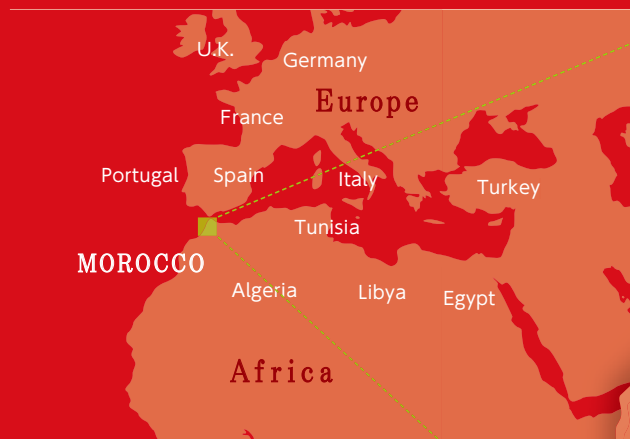 U.K.
Germany
Europe
France
Portugal
Spain
Italy
Turkey
Tunisia
MOROCCO
Algeria
Libya
Egypt
Africa